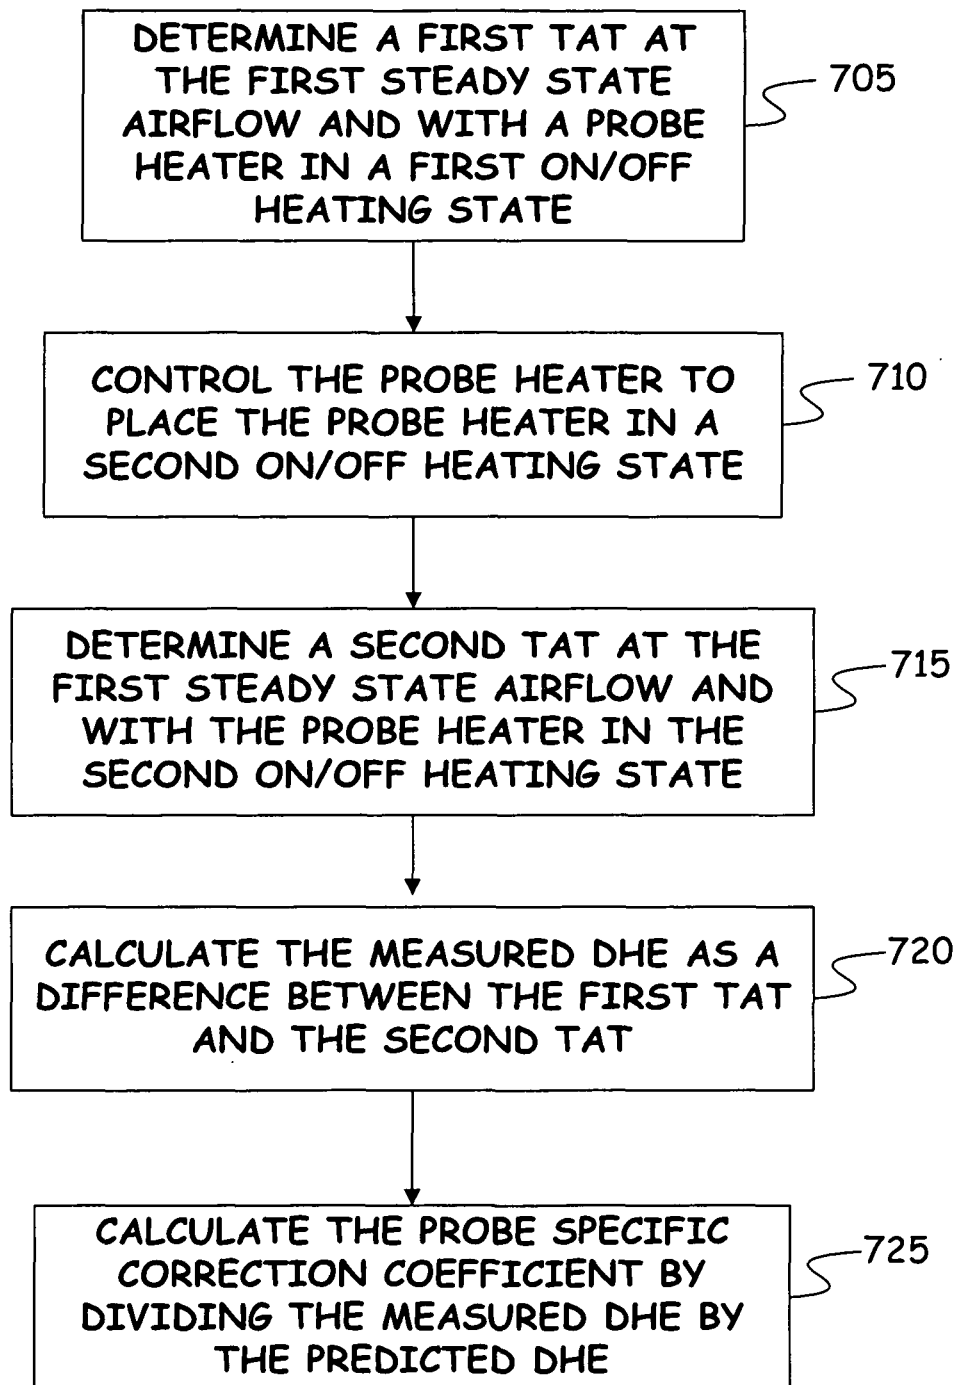 DETERMINE A FIRST TAT AT
THE FIRST STEADY STATE
AIRFLOW AND WITH A PROBE
HEATER IN A FIRST ON/OFF
HEATING STATE
705
CONTROL THE PROBE HEATER TO
PLACE THE PROBE HEATER IN A
SECOND ON/OFF HEATING STATE
710
DETERMINE A SECOND TAT AT THE
FIRST STEADY STATE AIRFLOW AND
WITH THE PROBE HEATER IN THE
SECOND ON/OFF HEATING STATE
715
CALCULATE THE MEASURED DHE AS A
DIFFERENCE BETWEEN THE FIRST TAT
AND THE SECOND TAT
720
CALCULATE THE PROBE SPECIFIC
CORRECTION COEFFICIENT BY
DIVIDING THE MEASURED DHE BY
THE PREDICTED DHE
725